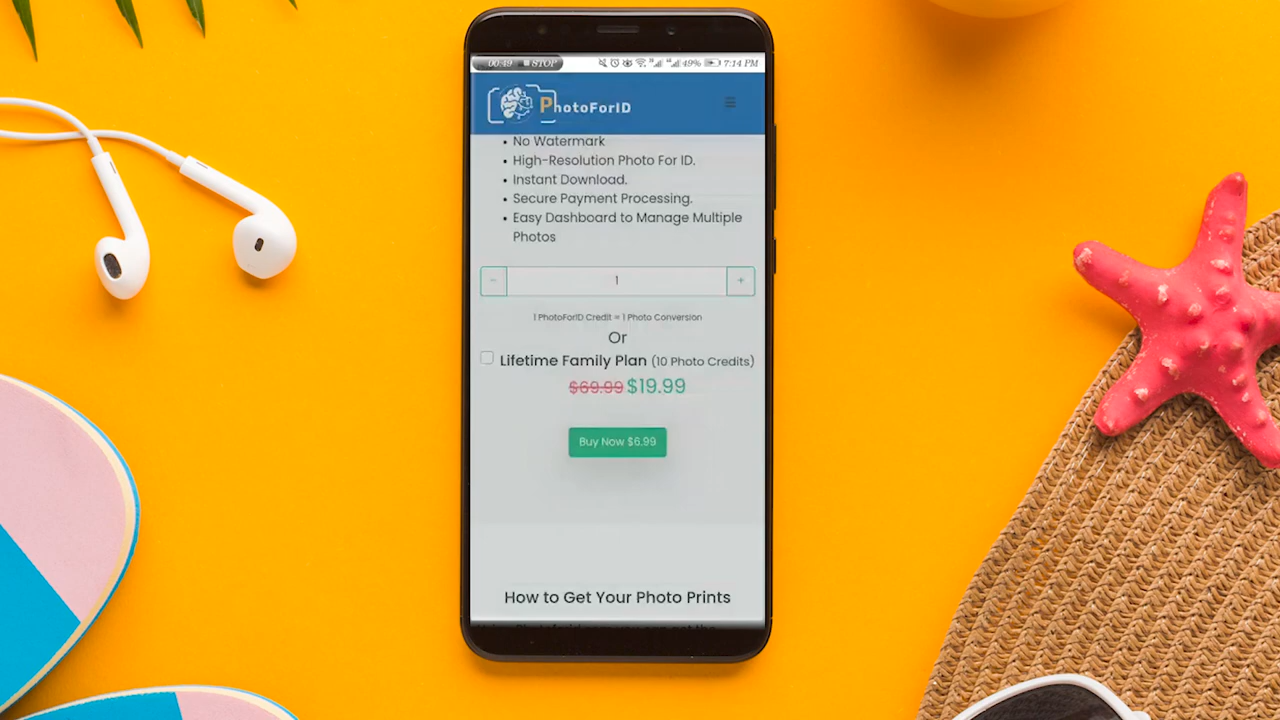 00:49 STOP 49% 7:14 PM
PhotoForID
• No Watermark
• High-Resolution Photo For ID.
• Instant Download.
• Secure Payment Processing.
• Easy Dashboard to Manage Multiple
Photos
− 1 +
1 PhotoForID Credit = 1 Photo Conversion
Or
Lifetime Family Plan (10 Photo Credits)
$69.99 $19.99
Buy Now $6.99
How to Get Your Photo Prints